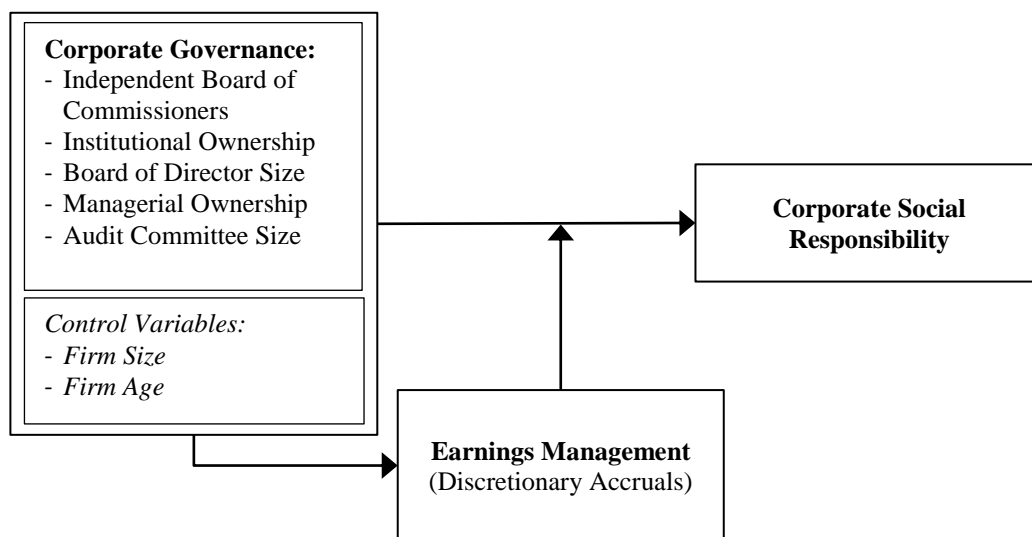 Corporate Governance:
- Independent Board of
Commissioners
- Institutional Ownership
- Board of Director Size
- Managerial Ownership
- Audit Committee Size
Control Variables:
- Firm Size
- Firm Age
Corporate Social
Responsibility
Earnings Management
(Discretionary Accruals)